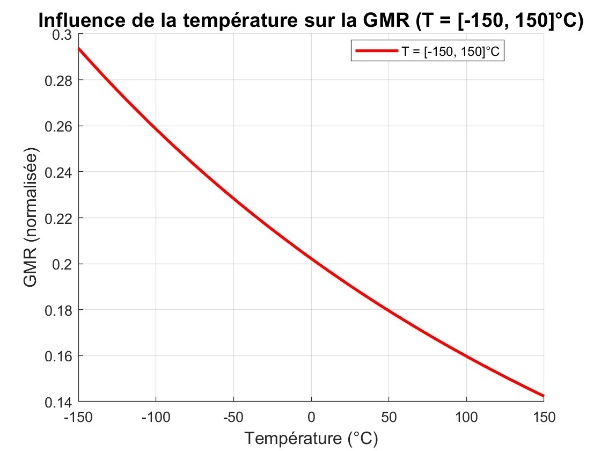 Influence de la température sur la GMR (T = [-150, 150]°C)
T = [-150, 150]°C
0.3
0.28
0.26
0.24
0.22
0.2
0.18
0.16
0.14
GMR (normalisée)
-150 -100 -50 0 50 100 150
Température (°C)